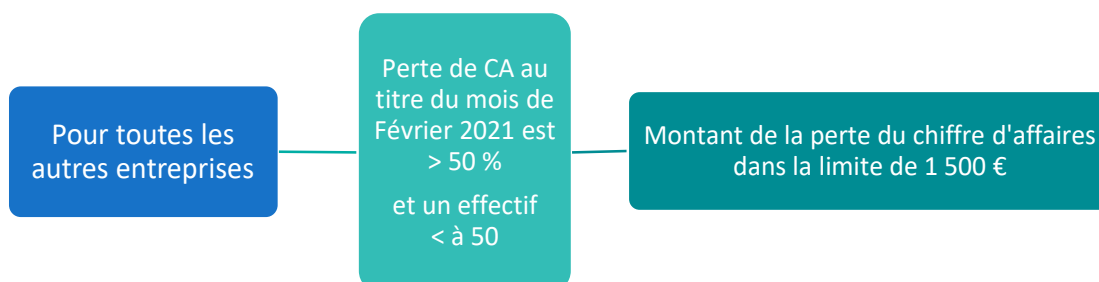 Pour toutes les
autres entreprises
Perte de CA au
titre du mois de
Février 2021 est
> 50 %
et un effectif
< à 50
Montant de la perte du chiffre d'affaires
dans la limite de 1 500 €